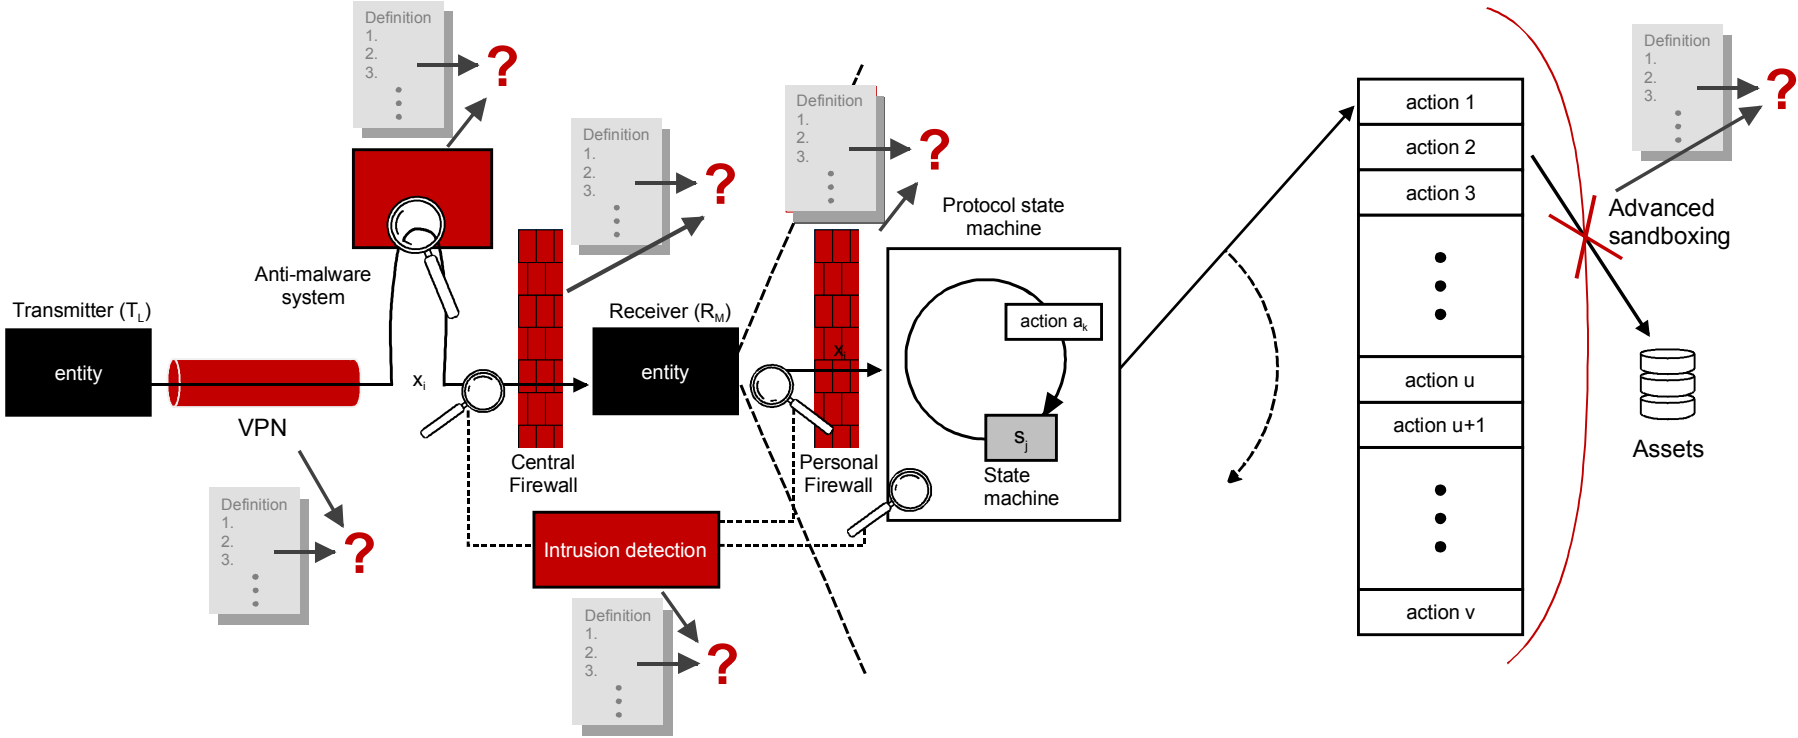 Definition
1.
2.
3.
?
Anti-malware
system
Transmitter (TL)
entity
VPN
xi
Definition
1.
2.
3.
?
Definition
1.
2.
3.
?
Central
Firewall
Receiver (RM)
entity
Intrusion detection
Definition
1.
2.
3.
?
Definition
1.
2.
3.
?
xi
Personal
Firewall
Protocol state
machine
action ak
sj
State
machine
action 1
action 2
action 3
action u
action u+1
action v
Definition
1.
2.
3.
?
Advanced
sandboxing
Assets